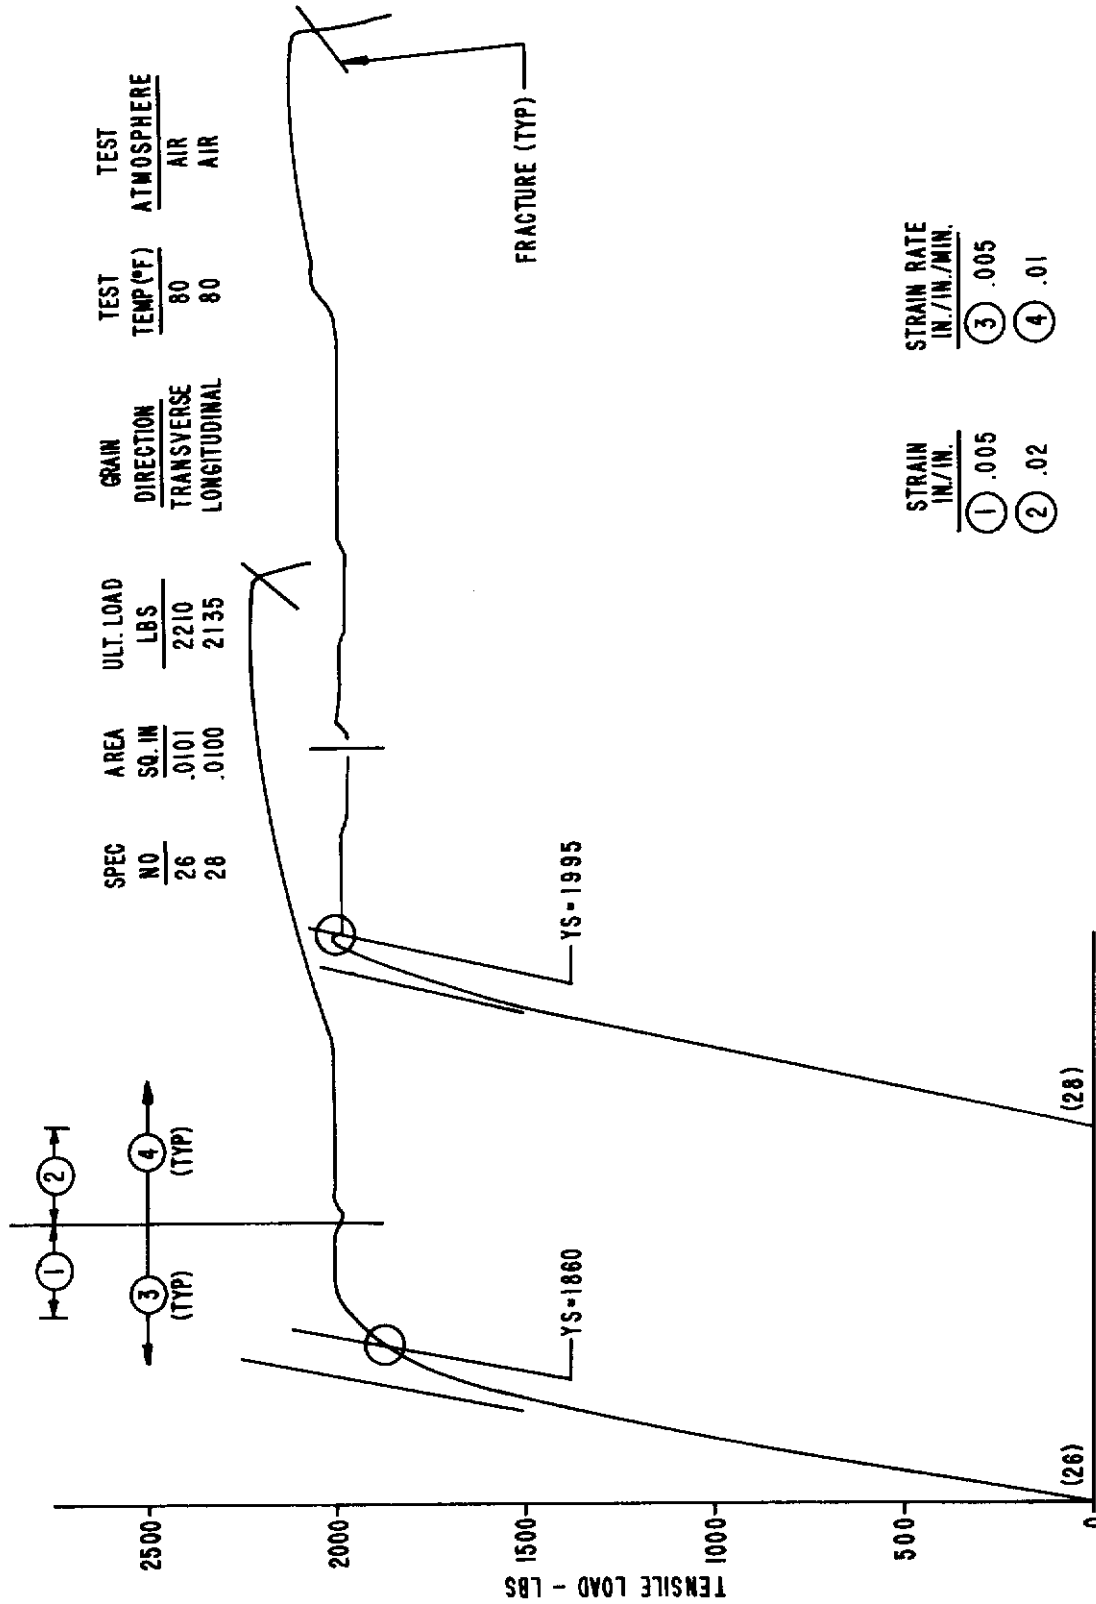 SPEC NO AREA SQ. IN ULT. LOAD LBS GRAIN DIRECTION TEST TEMP (°F) TEST ATMOSPHERE
26 .0101 2210 TRANSVERSE 80 AIR
28 .0100 2135 LONGITUDINAL 80 AIR
1 2
3 (TYP) 4 (TYP)
TENSILE LOAD - LBS
2500
2000
1500
1000
500
0
YS=1860
YS=1995
FRACTURE (TYP)
(26)
(28)
STRAIN IN./IN.
1 .005
2 .02
STRAIN RATE IN./IN./MIN.
3 .005
4 .01